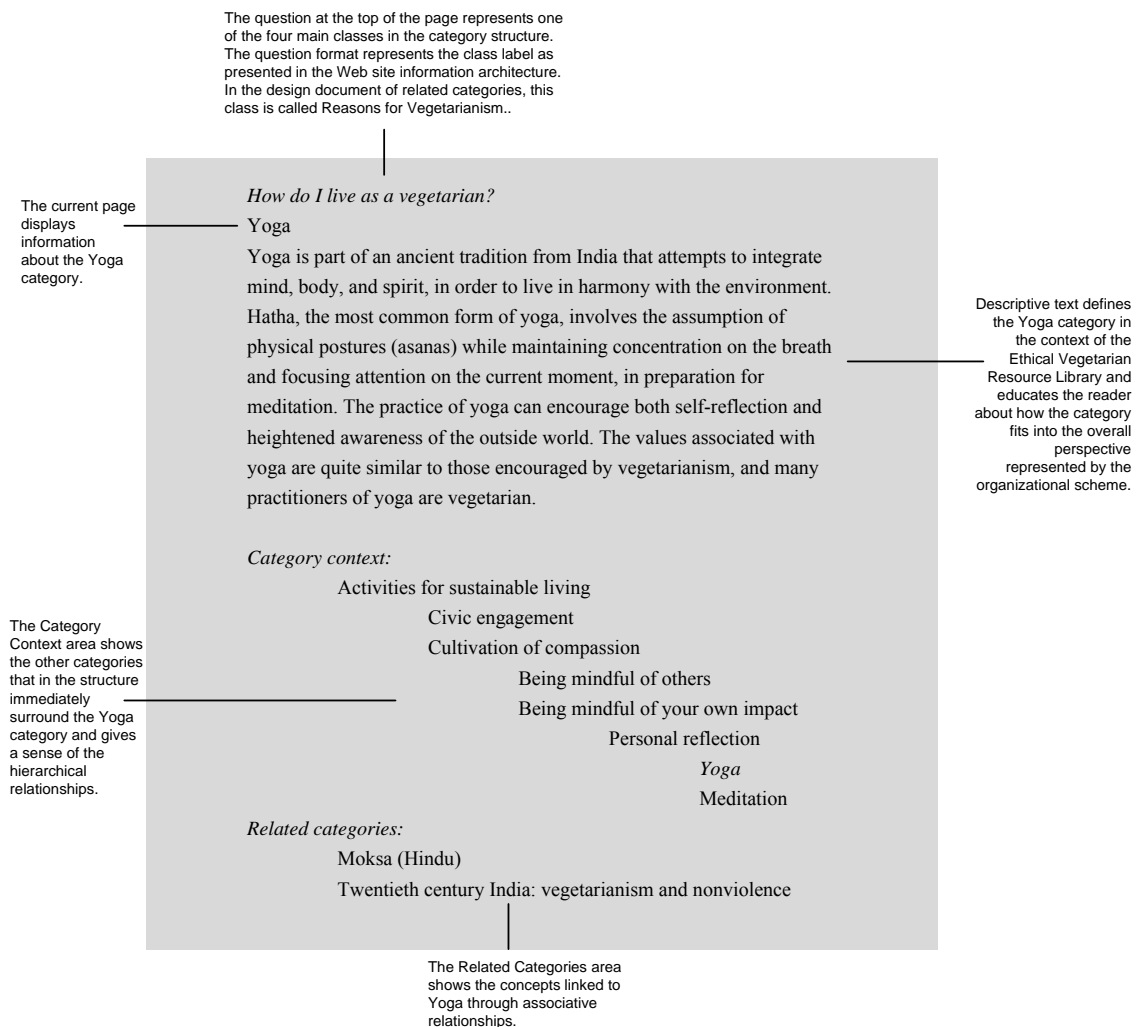 The question at the top of the page represents one
of the four main classes in the category structure.
The question format represents the class label as
presented in the Web site information architecture.
In the design document of related categories, this
class is called Reasons for Vegetarianism..
The current page
displays
information
about the Yoga
category.
How do I live as a vegetarian?
Yoga
Yoga is part of an ancient tradition from India that attempts to integrate
mind, body, and spirit, in order to live in harmony with the environment.
Hatha, the most common form of yoga, involves the assumption of
physical postures (asanas) while maintaining concentration on the breath
and focusing attention on the current moment, in preparation for
meditation. The practice of yoga can encourage both self-reflection and
heightened awareness of the outside world. The values associated with
yoga are quite similar to those encouraged by vegetarianism, and many
practitioners of yoga are vegetarian.
Descriptive text defines
the Yoga category in
the context of the
Ethical Vegetarian
Resource Library and
educates the reader
about how the category
fits into the overall
perspective
represented by the
organizational scheme.
Category context:
Activities for sustainable living
Civic engagement
Cultivation of compassion
Being mindful of others
Being mindful of your own impact
Personal reflection
Yoga
Meditation
The Category
Context area shows
the other categories
that in the structure
immediately
surround the Yoga
category and gives
a sense of the
hierarchical
relationships.
Related categories:
Moksa (Hindu)
Twentieth century India: vegetarianism and nonviolence
The Related Categories area
shows the concepts linked to
Yoga through associative
relationships.